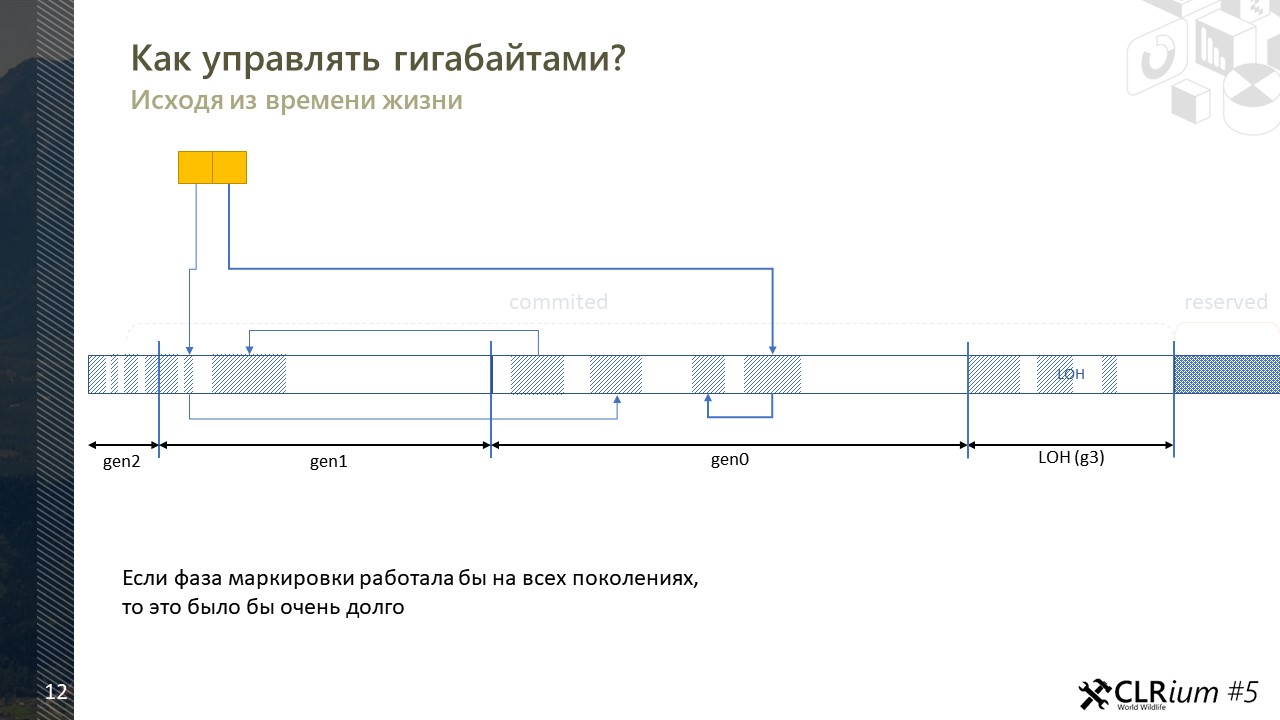 Как управлять гигабайтами?
Исходя из времени жизни
commited
reserved
LOH
gen2
gen1
gen0
LOH (g3)
Если фаза маркировки работала бы на всех поколениях,
то это было бы очень долго
12
CLRium #5
World Wildlife